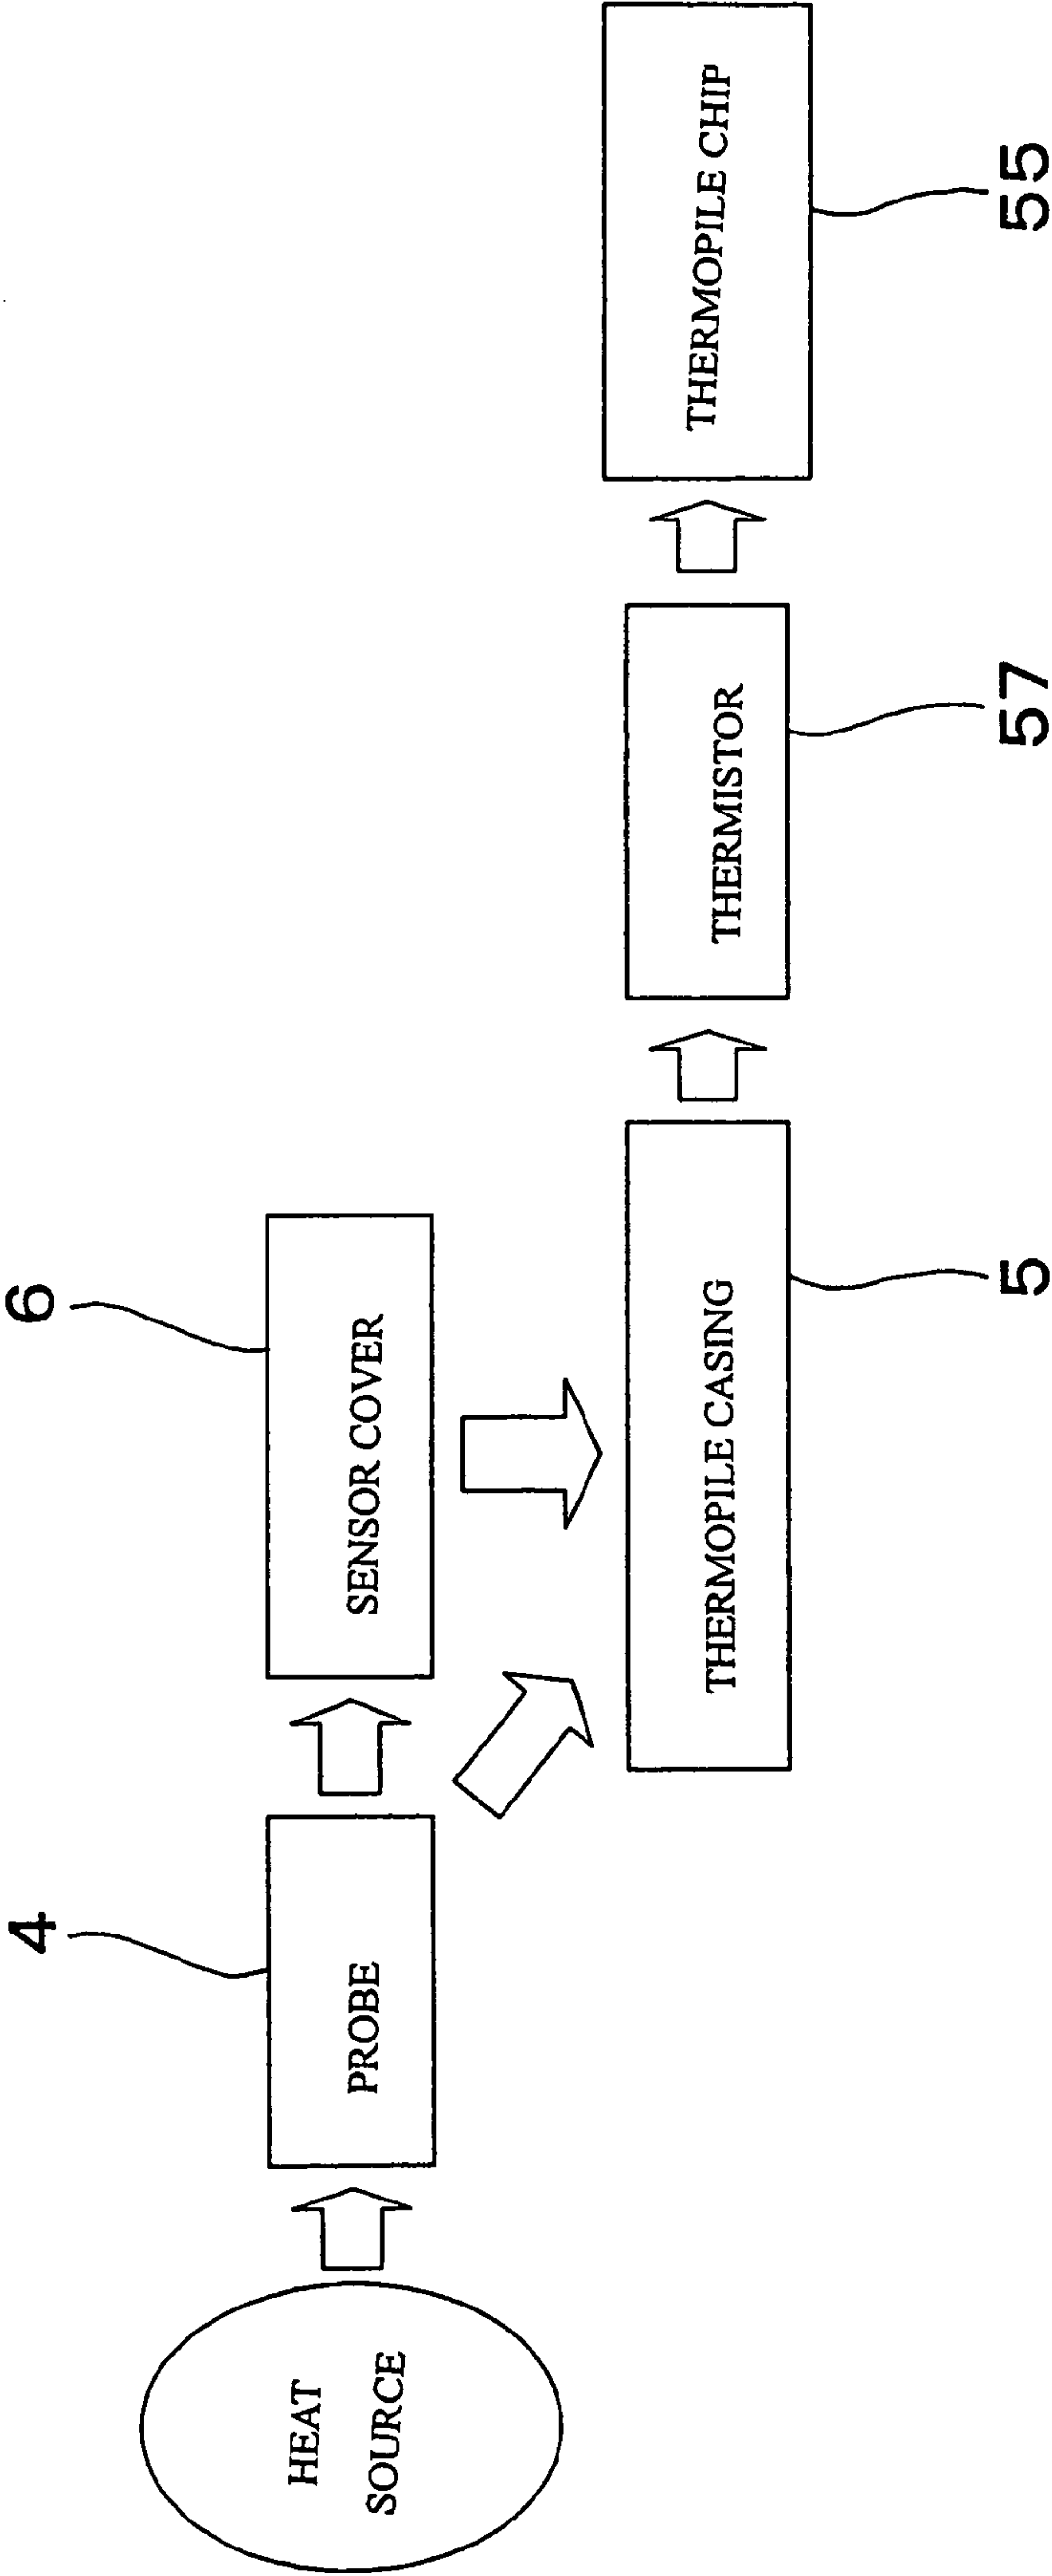 HEAT
SOURCE
4
PROBE
6
SENSOR COVER
THERMOPILE CASING
5
THERMISTOR
57
THERMOPILE CHIP
55